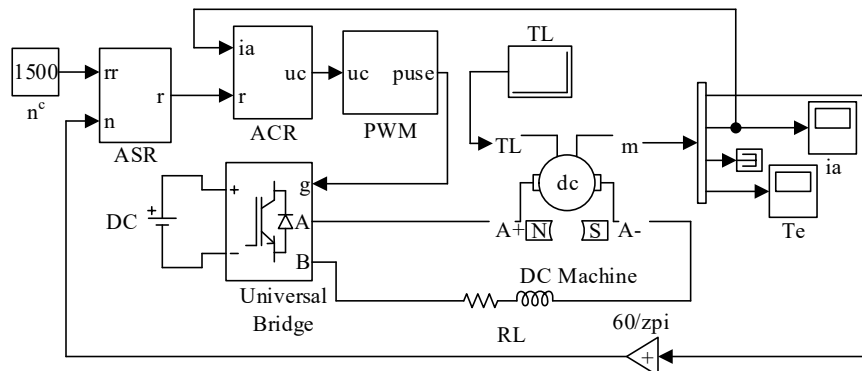 TL
ia
1500
rr
uc
uc
puse
r
r
n^c
n
ACR
PWM
ASR
TL
m
ia
g
dc
+
DC
+
A
A+
N
S
A-
Te
−
B
DC Machine
Universal
Bridge
60/zpi
RL
+